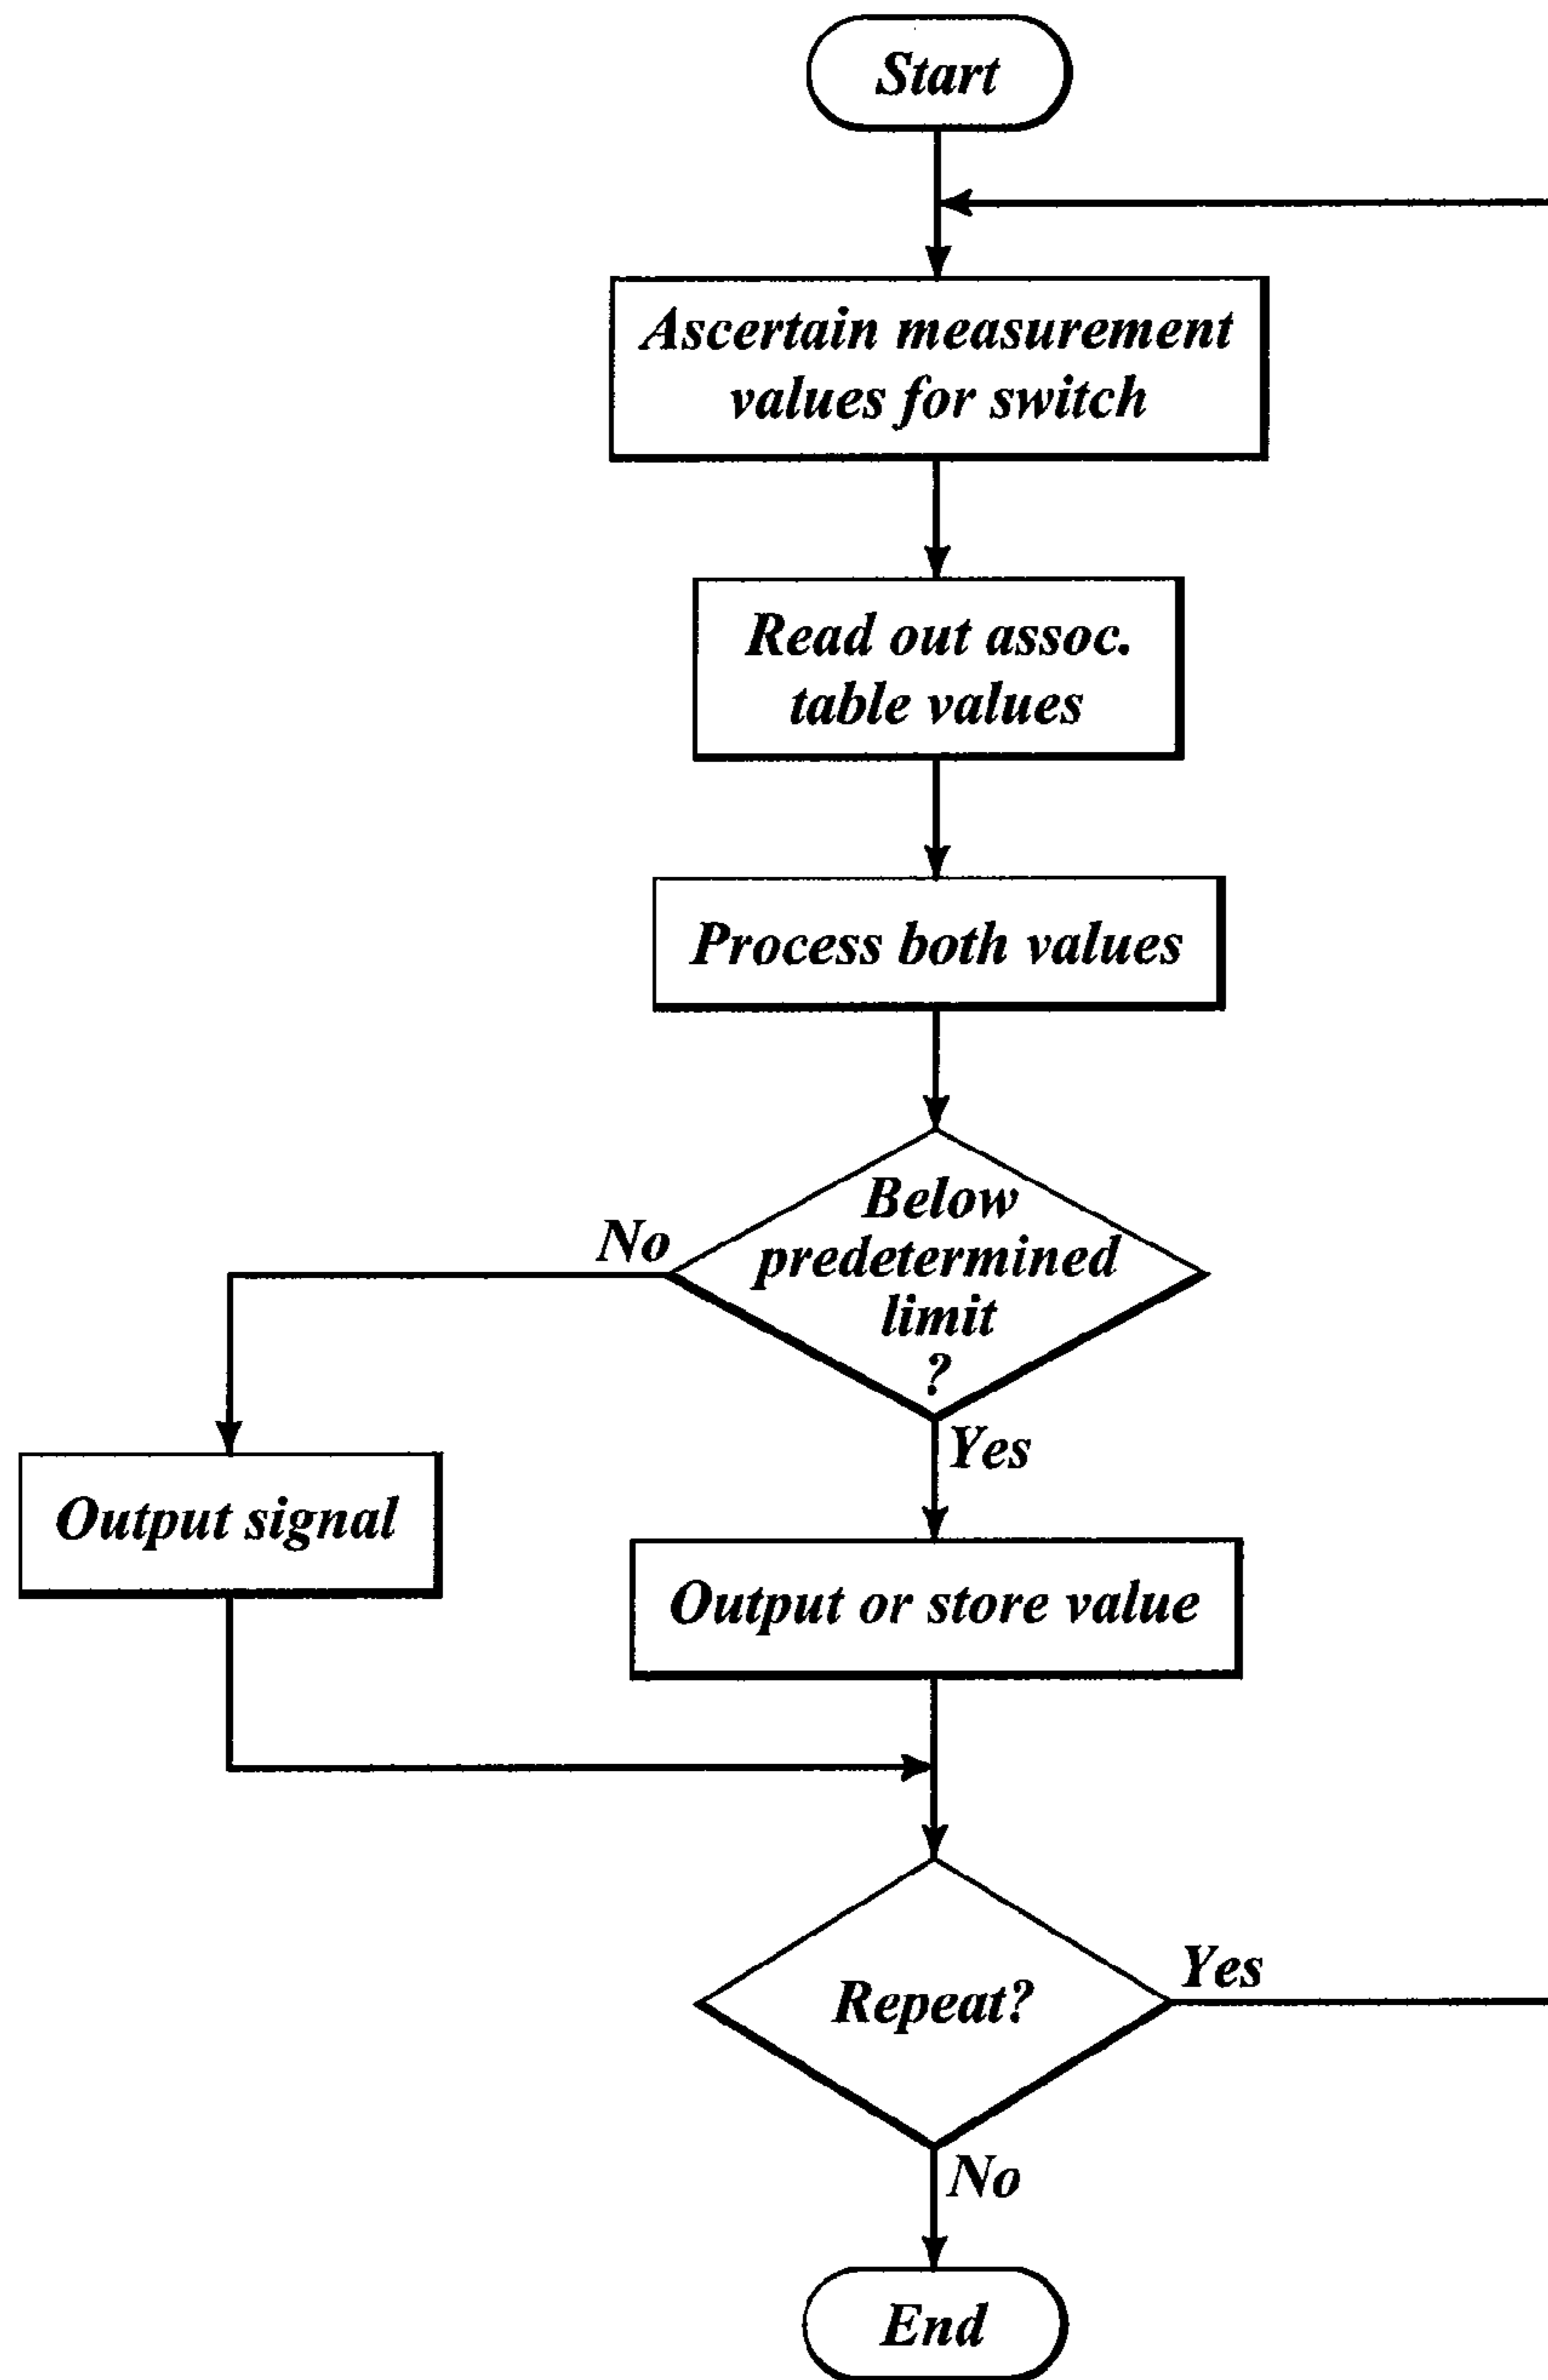 Start
Ascertain measurement
values for switch
Read out assoc.
table values
Process both values
Below
predetermined
limit
?
No
Yes
Output signal
Output or store value
Repeat?
Yes
No
End